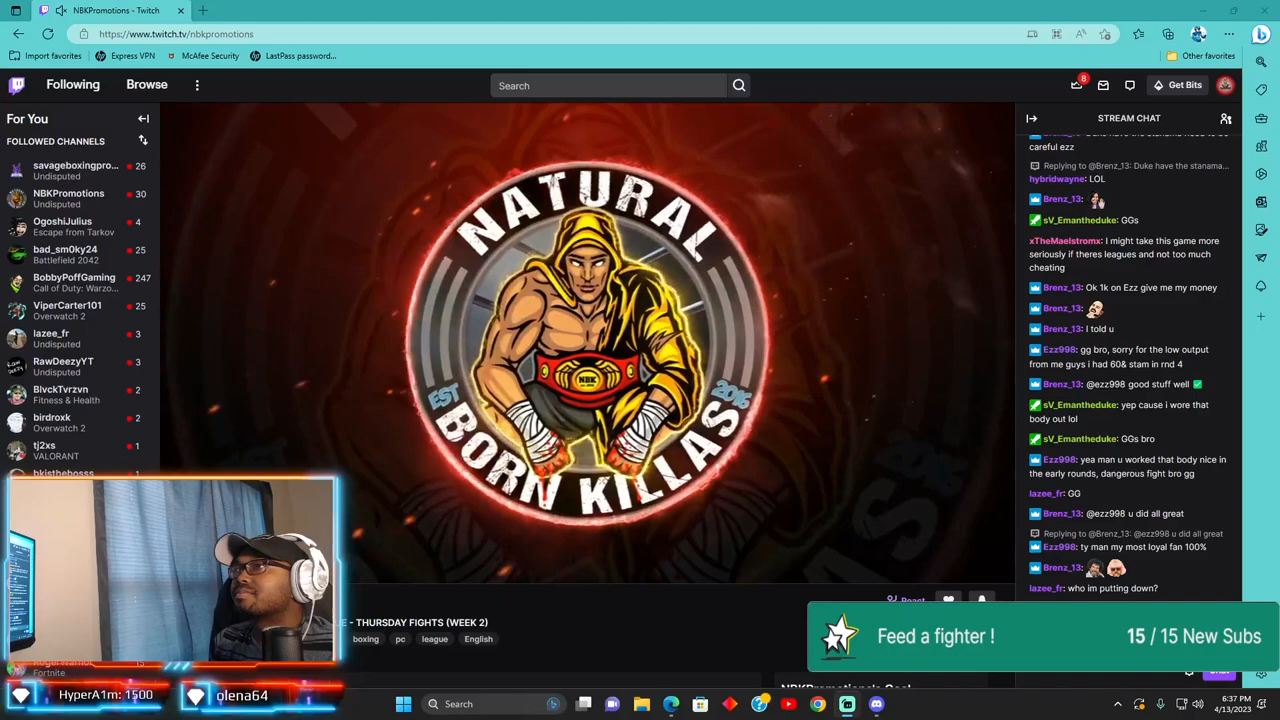 NBKPromotions - Twitch
https://www.twitch.tv/nbkpromotions
Import favorites
Express VPN
McAfee Security
LastPass password...
Other favorites
Following
Browse
Search
8
Get Bits
For You
FOLLOWED CHANNELS
savageboxingpro... 26
Undisputed
NBKPromotions 30
Undisputed
OgoshiJulius 4
Escape from Tarkov
bad_sm0ky24 25
Battlefield 2042
BobbyPoffGaming 247
Call of Duty: Warzo...
ViperCarter101 25
Overwatch 2
lazee_fr 3
Undisputed
RawDeezyYT 3
Undisputed
BlvckTvrzvn 2
Fitness & Health
birdroxk 2
Overwatch 2
tj2xs 1
VALORANT
bkisthebosss 1
Fortnite
HyperA1m: 1500
olena64
NATURAL
BORN KILLAS
EST
2016
NBK
E - THURSDAY FIGHTS (WEEK 2)
boxing
pc
league
English
React
STREAM CHAT
careful ezz
Replying to @Brenz_13: Duke have the stanama...
hybridwayne: LOL
Brenz_13:
sV_Emantheduke: GGs
xTheMaelstromx: I might take this game more
seriously if theres leagues and not too much
cheating
Brenz_13: Ok 1k on Ezz give me my money
Brenz_13:
Brenz_13: I told u
Ezz998: gg bro, sorry for the low output
from me guys i had 60& stam in rnd 4
Brenz_13: @ezz998 good stuff well
sV_Emantheduke: yep cause i wore that
body out lol
sV_Emantheduke: GGs bro
Ezz998: yea man u worked that body nice in
the early rounds, dangerous fight bro gg
lazee_fr: GG
Brenz_13: @ezz998 u did all great
Replying to @Brenz_13: @ezz998 u did all great
Ezz998: ty man my most loyal fan 100%
Brenz_13:
lazee_fr: who im putting down?
Feed a fighter !
15 / 15 New Subs
Search
6:37 PM
4/13/2023